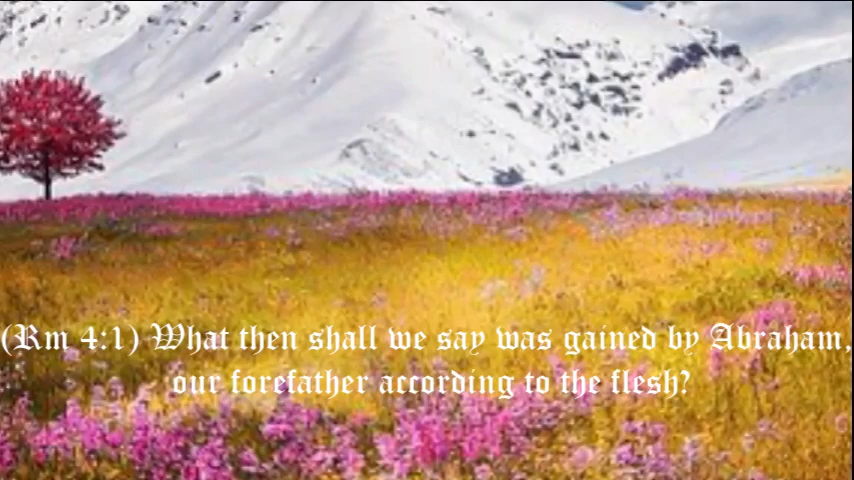 (Rm 4:1) What then shall we say was gained by Abraham,
our forefather according to the flesh?